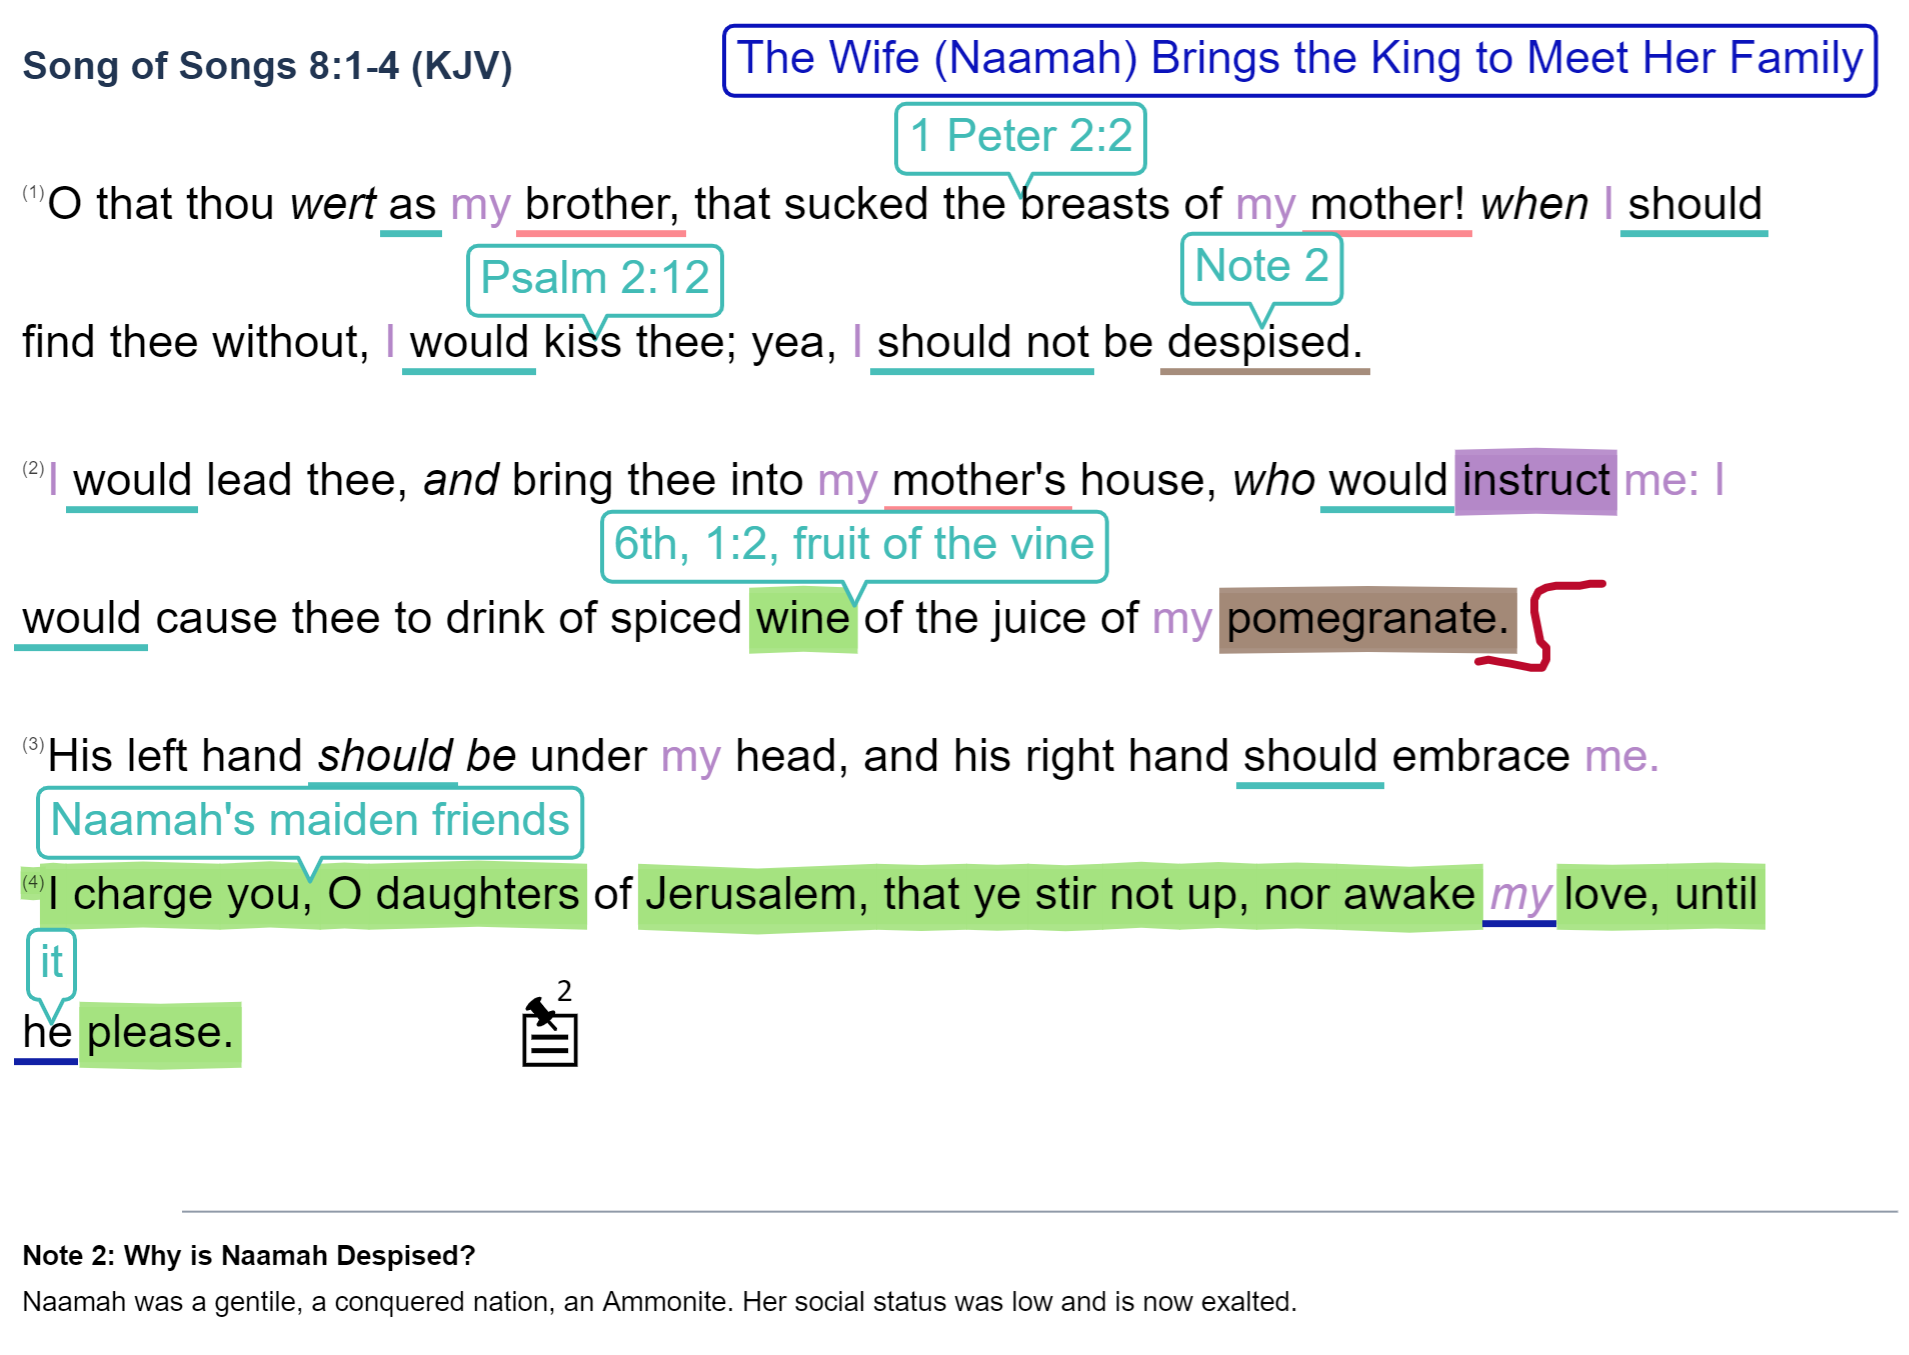 Song of Songs 8:1-4 (KJV)
The Wife (Naamah) Brings the King to Meet Her Family
1 Peter 2:2
(1)O that thou wert as my brother, that sucked the breasts of my mother! when I should
Psalm 2:12
Note 2
find thee without, I would kiss thee; yea, I should not be despised.
(2)I would lead thee, and bring thee into my mother's house, who would instruct me: I
6th, 1:2, fruit of the vine
would cause thee to drink of spiced wine of the juice of my pomegranate.
(3)His left hand should be under my head, and his right hand should embrace me.
Naamah's maiden friends
(4)I charge you, O daughters of Jerusalem, that ye stir not up, nor awake my love, until
it
he please.
2
Note 2: Why is Naamah Despised?
Naamah was a gentile, a conquered nation, an Ammonite. Her social status was low and is now exalted.